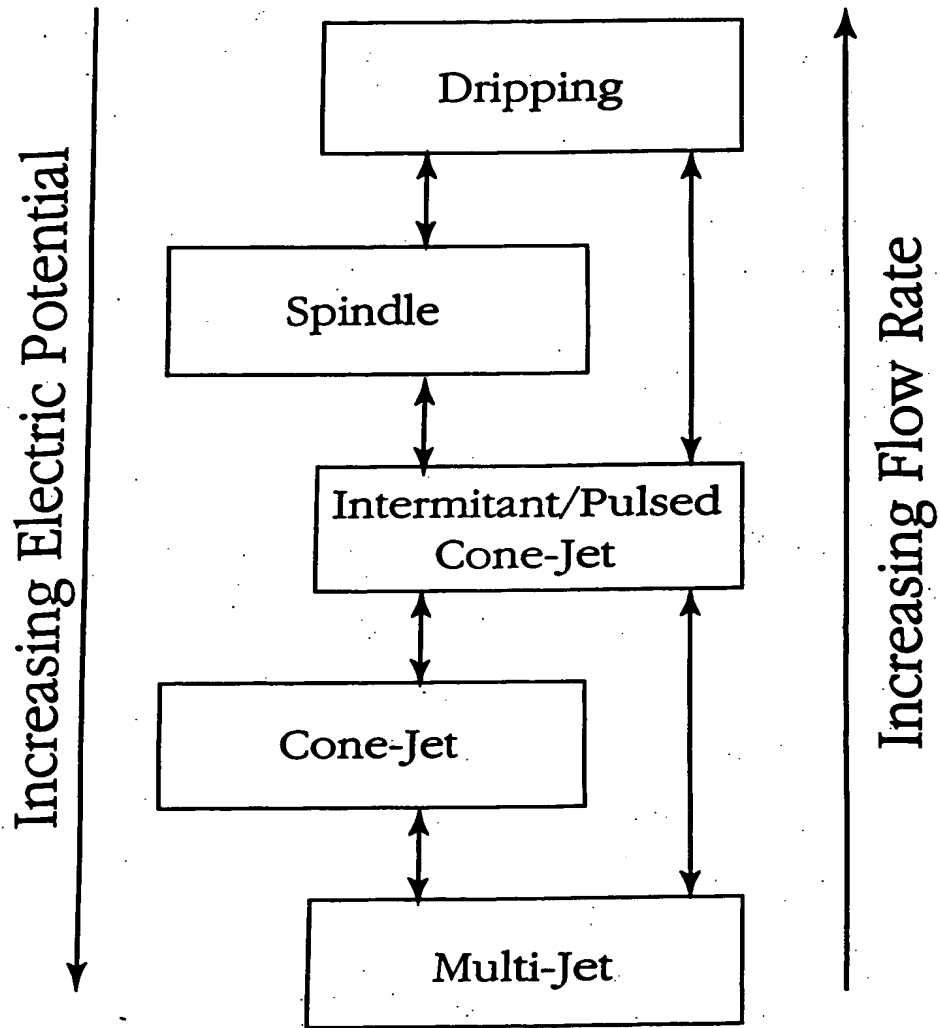 Increasing Electric Potential
Dripping
Spindle
Intermitant/Pulsed
Cone-Jet
Cone-Jet
Multi-Jet
Increasing Flow Rate